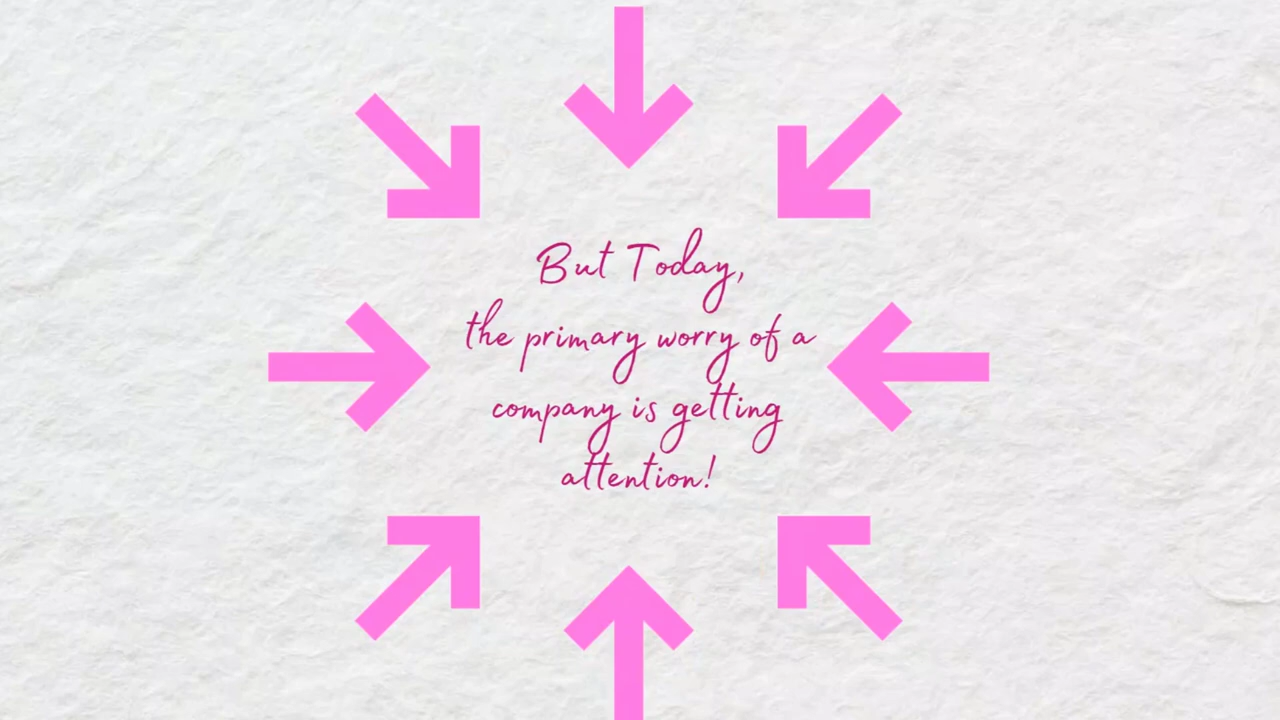 But Today,
the primary worry of a
company is getting
attention!